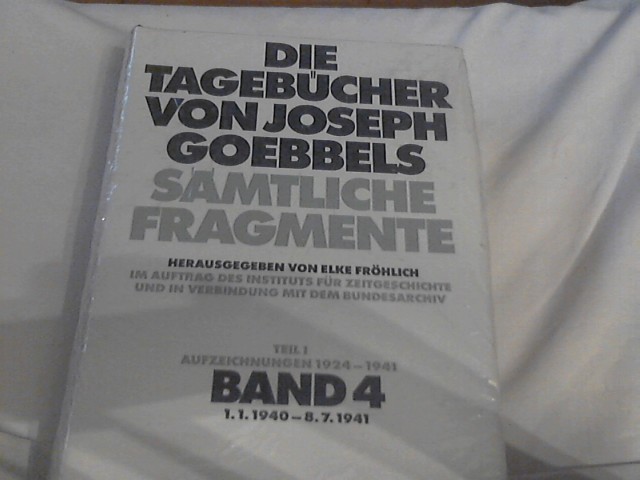 DIE
TAGEBÜCHER
VON JOSEPH
GOEBBELS
SÄMTLICHE
FRAGMENTE
HERAUSGEGEBEN VON ELKE FRÖHLICH
IM AUFTRAG DES INSTITUTS FÜR ZEITGESCHICHTE
UND IN VERBINDUNG MIT DEM BUNDESARCHIV
TEIL I
AUFZEICHNUNGEN 1924–1941
BAND 4
1.1.1940–8.7.1941